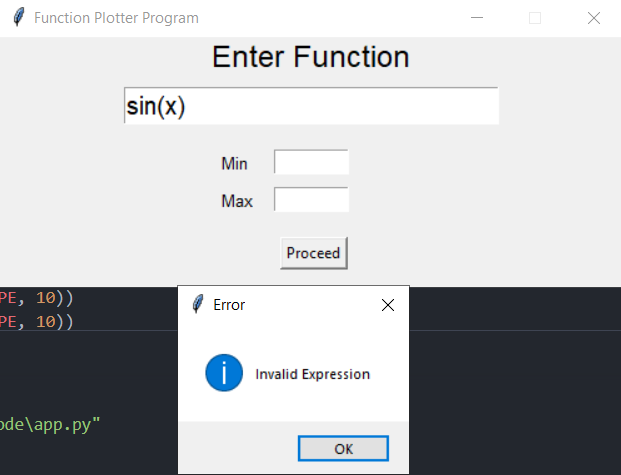 Function Plotter Program
Enter Function
sin(x)
Min
Max
Proceed
PE, 10))
PE, 10))
Error
Invalid Expression
ode\app.py"
OK